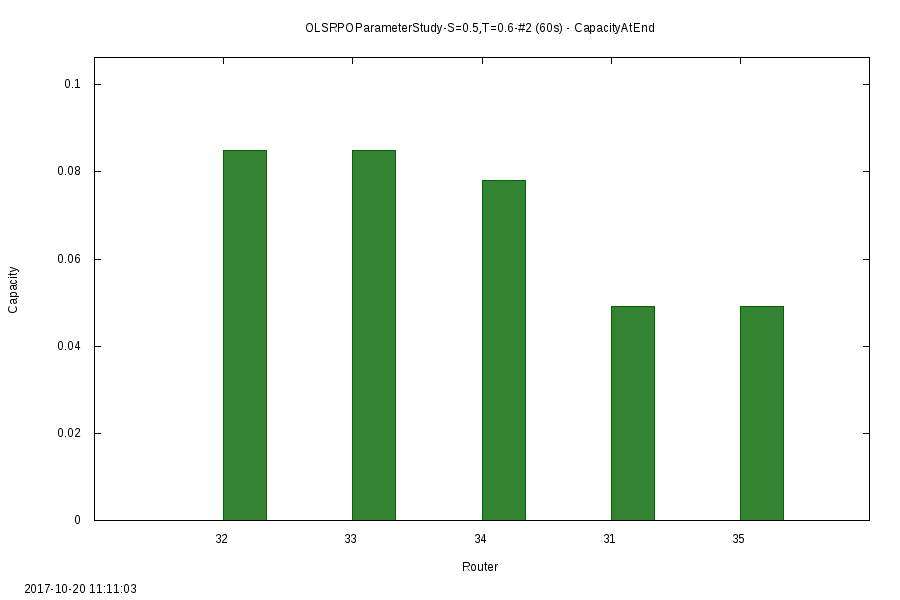 OLSRPOParameterStudy-S=0.5,T=0.6-#2 (60s) - CapacityAtEnd
0.1
0.08
0.06
0.04
0.02
0
Capacity
32 33 34 31 35
Router
2017-10-20 11:11:03